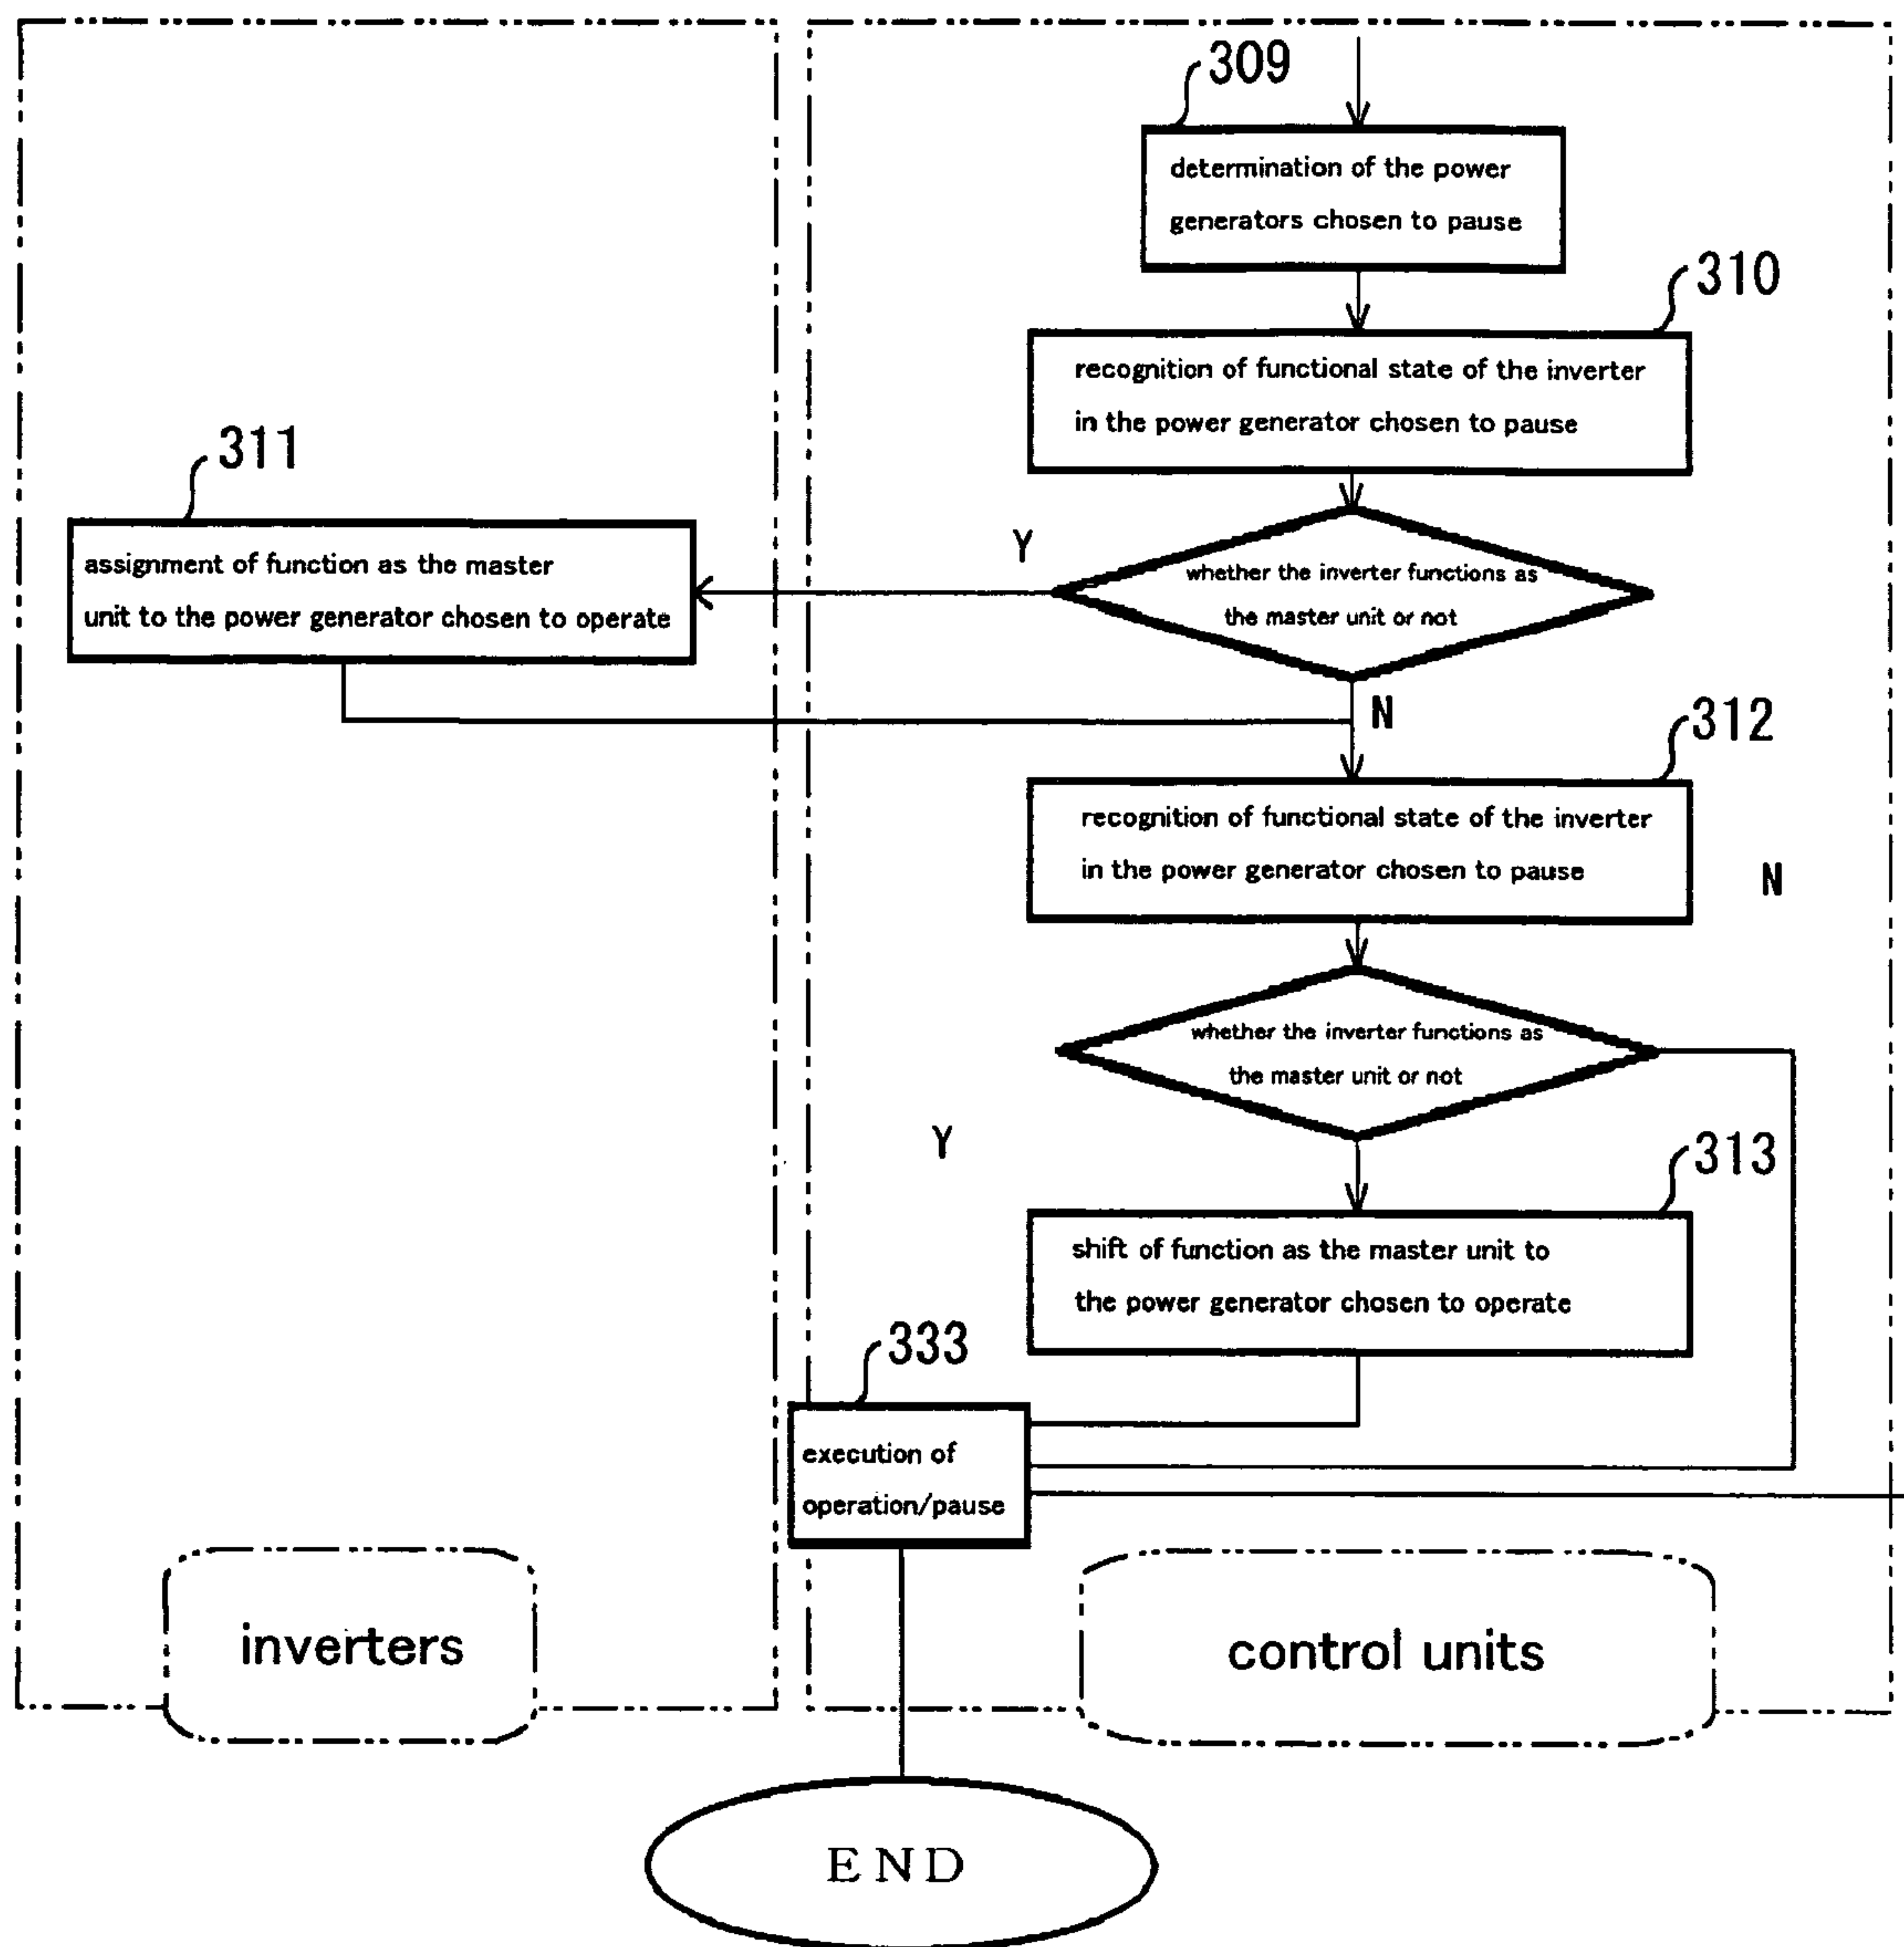 309
determination of the power
generators chosen to pause
310
recognition of functional state of the inverter
in the power generator chosen to pause
311
assignment of function as the master
unit to the power generator chosen to operate
Y
whether the inverter functions as
the master unit or not
N
312
recognition of functional state of the inverter
in the power generator chosen to pause
N
whether the inverter functions as
the master unit or not
Y
313
shift of function as the master unit to
the power generator chosen to operate
333
execution of
operation/pause
inverters
control units
END